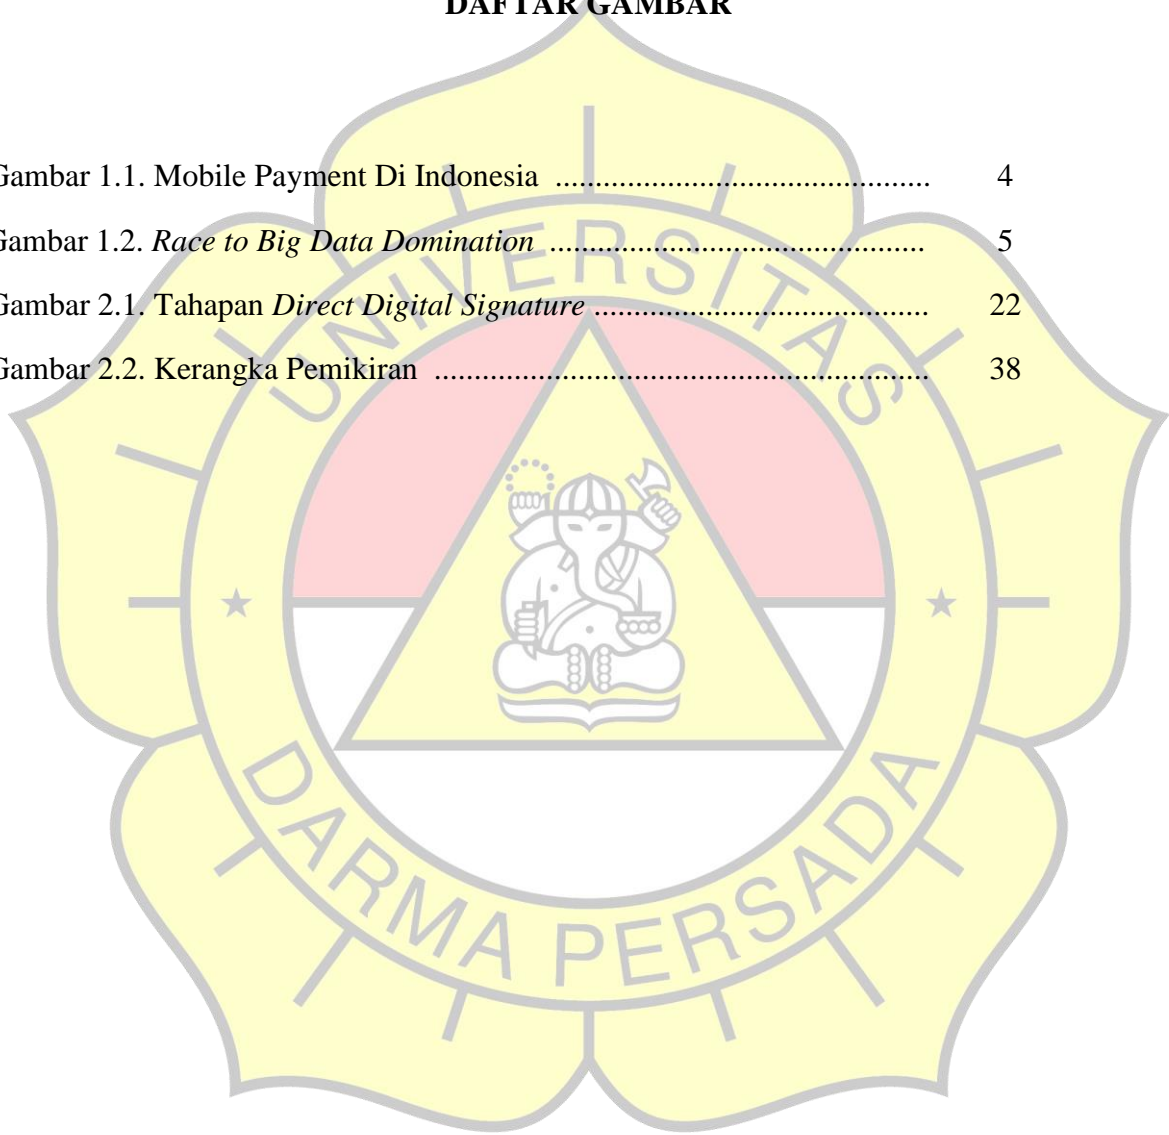 DAFTAR GAMBAR
Gambar 1.1. Mobile Payment Di Indonesia ............................................... 4
Gambar 1.2. Race to Big Data Domination ............................................... 5
Gambar 2.1. Tahapan Direct Digital Signature .......................................... 22
Gambar 2.2. Kerangka Pemikiran .............................................................. 38
UNIVERSITAS
DARMA PERSADA